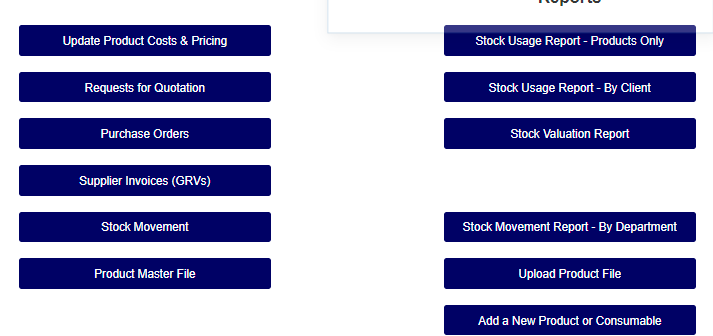 Reports
Update Product Costs & Pricing
Stock Usage Report - Products Only
Requests for Quotation
Stock Usage Report - By Client
Purchase Orders
Stock Valuation Report
Supplier Invoices (GRVs)
Stock Movement
Stock Movement Report - By Department
Product Master File
Upload Product File
Add a New Product or Consumable